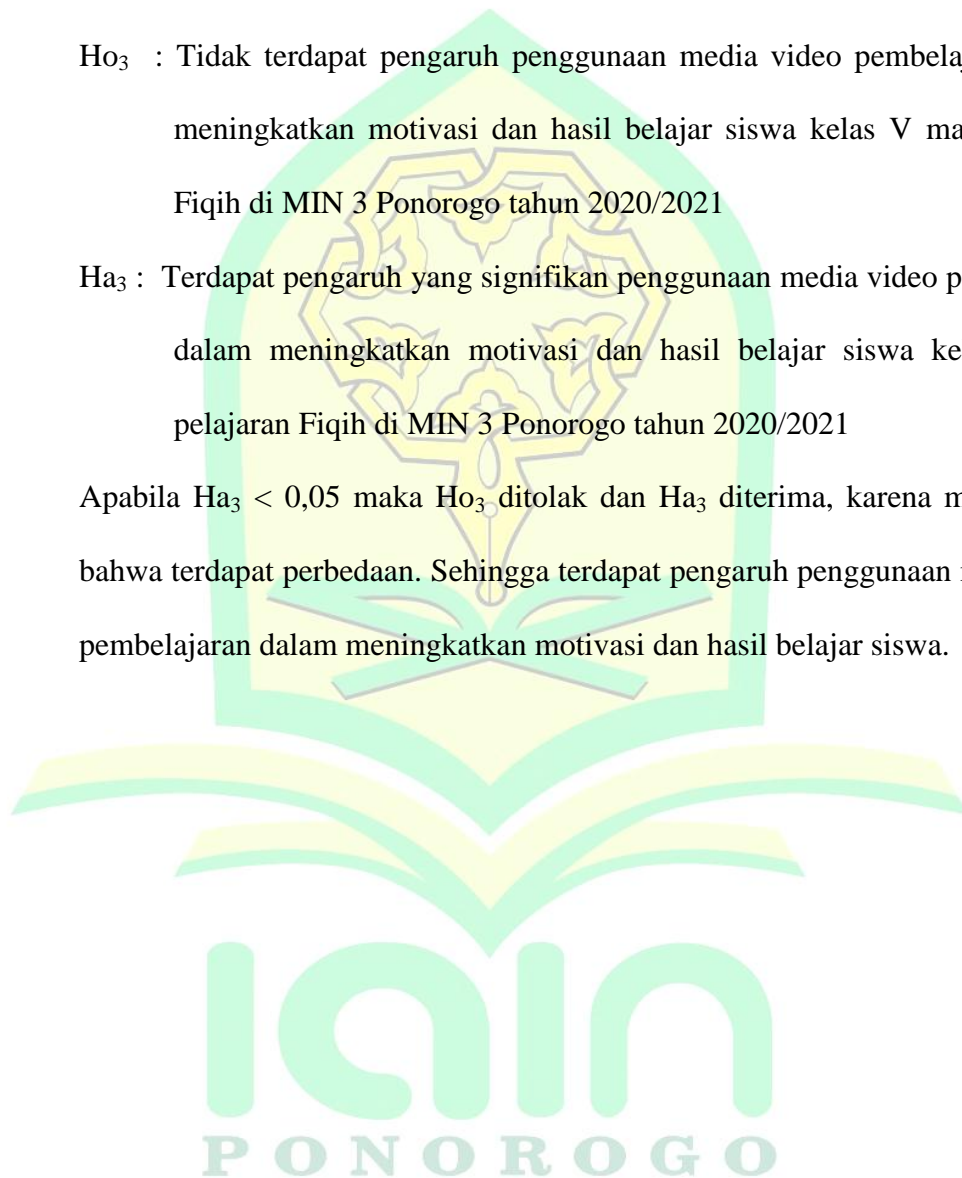 Ho₃ : Tidak terdapat pengaruh penggunaan media video
meningkatkan motivasi dan hasil belajar siswa kelas V
Fiqih di MIN 3 Ponorogo tahun 2020/2021
Ha₃ : Terdapat pengaruh yang signifikan penggunaan media video
dalam meningkatkan motivasi dan hasil belajar siswa
pelajaran Fiqih di MIN 3 Ponorogo tahun 2020/2021
Apabila Ha₃ < 0,05 maka Ho₃ ditolak dan Ha₃ diterima, karena
bahwa terdapat perbedaan. Sehingga terdapat pengaruh penggunaan
pembelajaran dalam meningkatkan motivasi dan hasil belajar siswa.
iain
PONOROGO